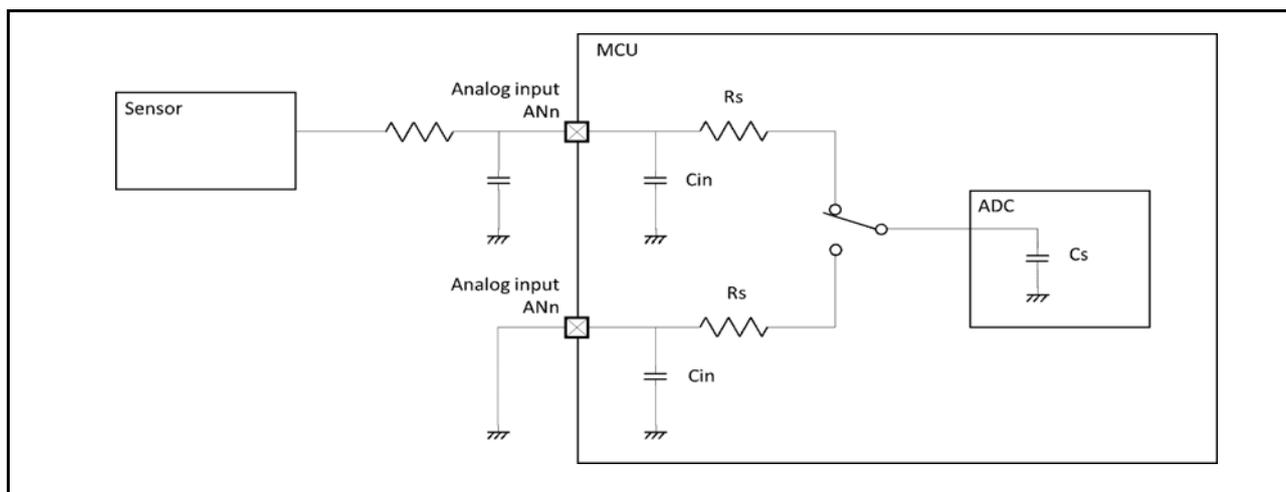 MCU
Sensor
Analog input
ANn
Rs
Cin
ADC
Cs
Analog input
ANn
Rs
Cin